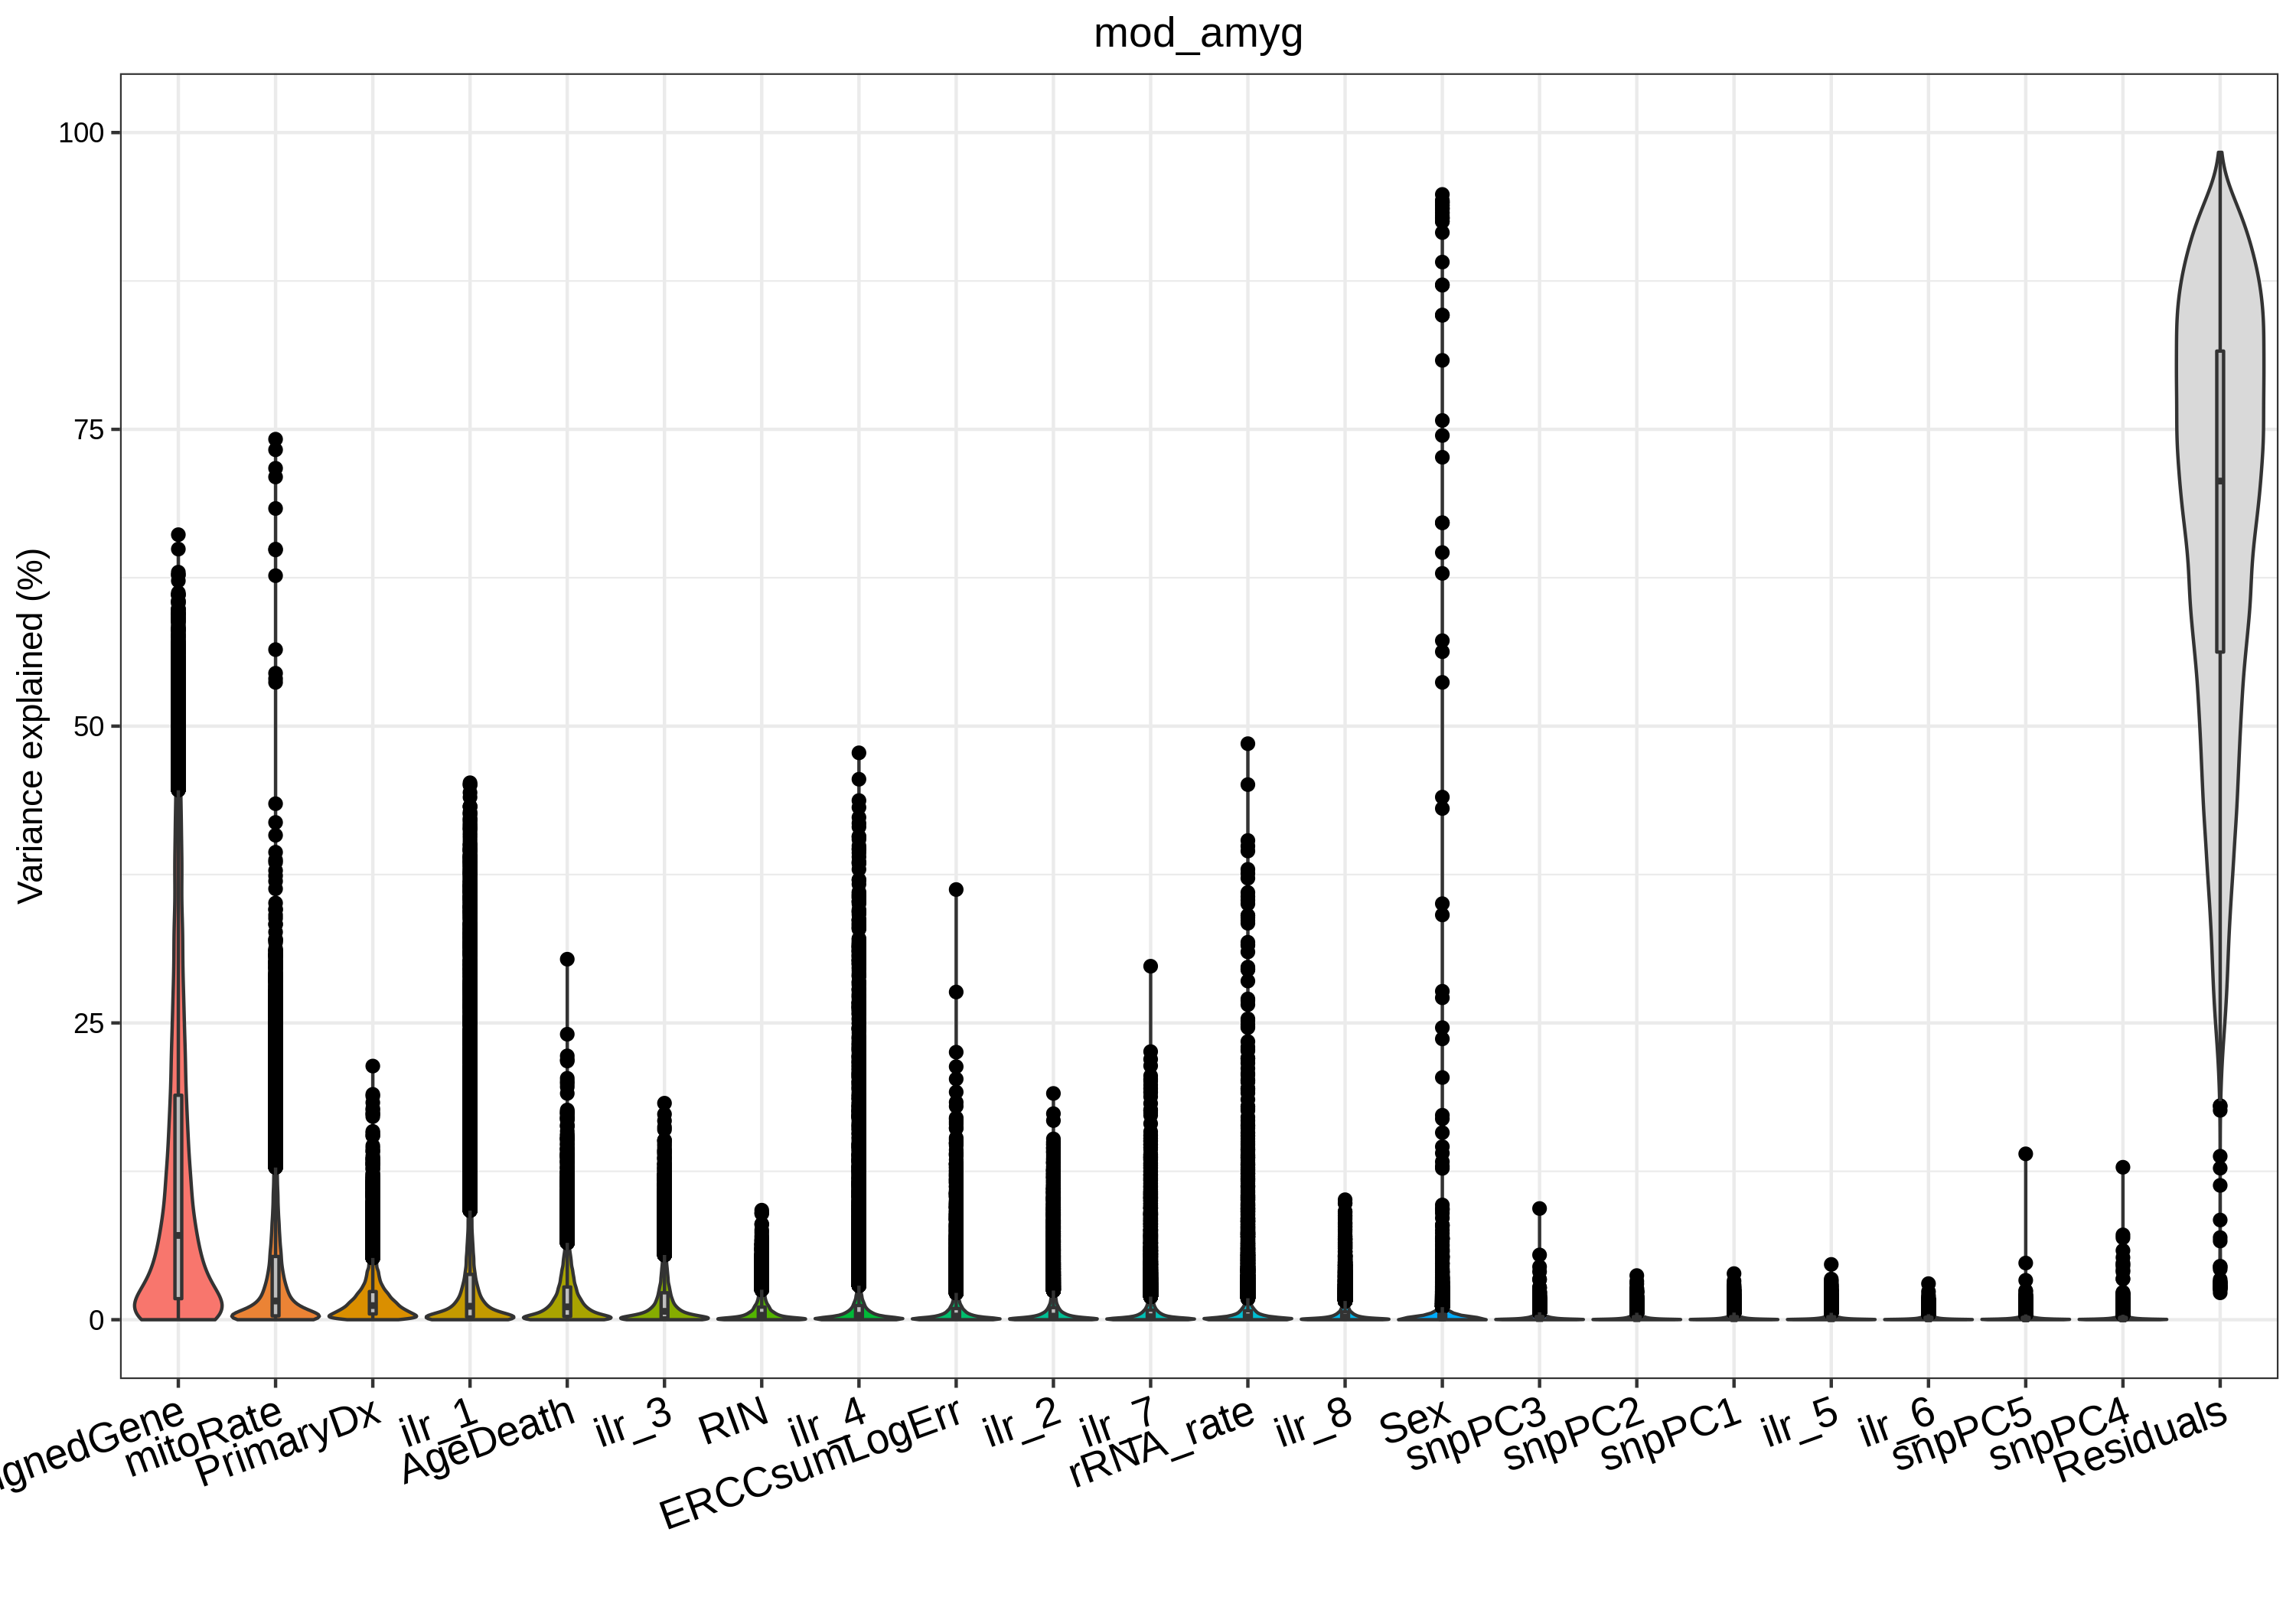 mod_amyg
Variance explained (%)
100
75
50
25
0
mitoRate
PrimaryDx
ilr_1
AgeDeath
ilr_3
RIN
ilr_4
ERCCsumLogErr
ilr_2
ilr_7
rRNA_rate
ilr_8
Sex
snpPC3
snpPC2
snpPC1
ilr_5
ilr_6
snpPC5
snpPC4
Residuals